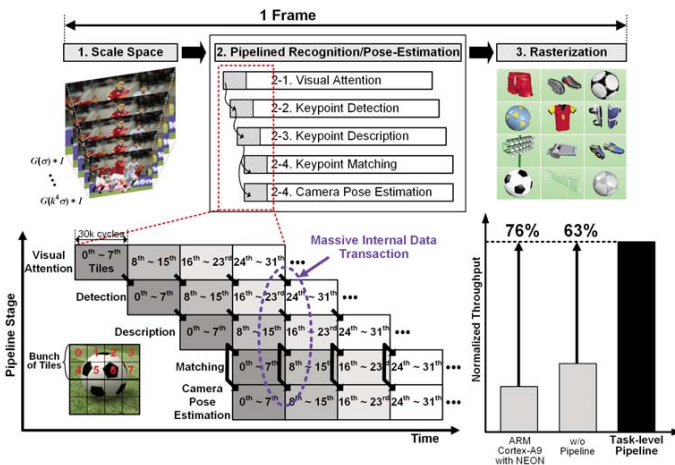 1 Frame
1. Scale Space
2. Pipelined Recognition/Pose-Estimation
3. Rasterization
2-1. Visual Attention
2-2. Keypoint Detection
2-3. Keypoint Description
2-4. Keypoint Matching
2-4. Camera Pose Estimation
G(σ) * I
G(k⁴σ) * I
30k cycles
Massive Internal Data
Transaction
Pipeline Stage
Visual
Attention
0th ~ 7th
Tiles
8th ~ 15th
16th ~ 23rd
24th ~ 31th
Detection
0th ~ 7th
8th ~ 15th
16th ~ 23rd
24th ~ 31th
Description
0th ~ 7th
8th ~ 15th
16th ~ 23rd
24th ~ 31th
Matching
0th ~ 7th
8th ~ 15th
16th ~ 23rd
24th ~ 31th
Camera
Pose
Estimation
0th ~ 7th
8th ~ 15th
16th ~ 23rd
24th ~ 31th
Bunch
of Tiles
0 1 2 3
4 5 6 7
Time
Normalized Throughput
76%
63%
ARM
Cortex-A9
with NEON
w/o
Pipeline
Task-level
Pipeline